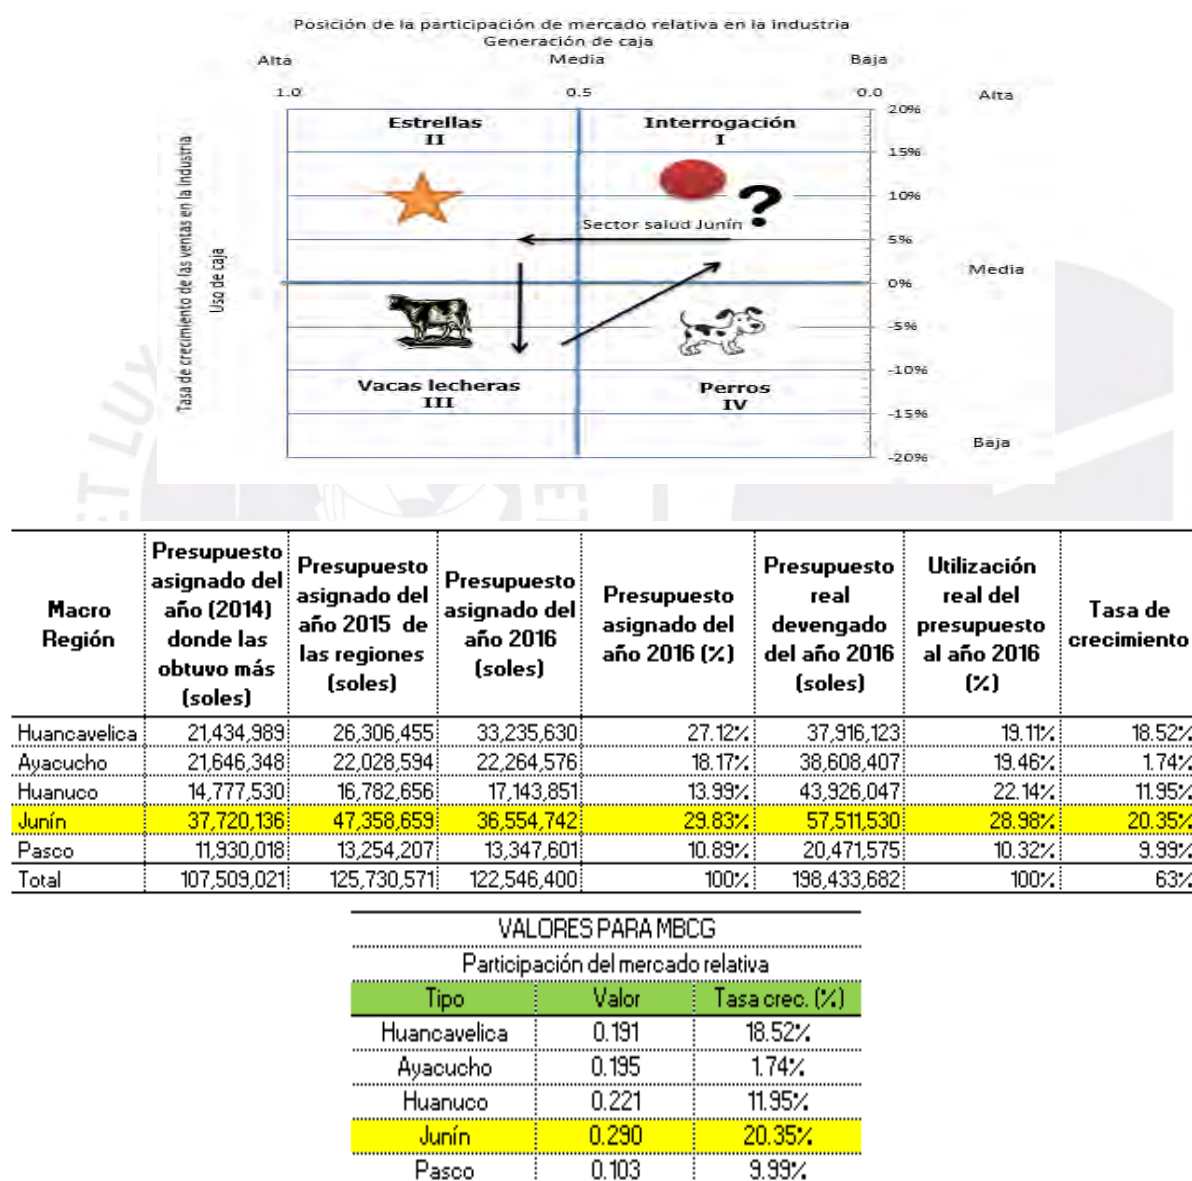 Posición de la participación de mercado relativa en la industria
Generación de caja
Alta Media Baja
1.0 0.5 0.0 Alta
20%
Estrellas Interrogación
II I
15%
10%
?
Sector salud Junín
5%
Media
0%
-5%
-10%
Vacas lecheras Perros
III IV
-15%
Baja
-20%
Tasa de crecimiento de las ventas en la industria
Uso de caja
ET LUX
Macro Región Presupuesto asignado del año (2014) donde las obtuvo más (soles) Presupuesto asignado del año 2015 de las regiones (soles) Presupuesto asignado del año 2016 (soles) Presupuesto asignado del año 2016 (%) Presupuesto real devengado del año 2016 (soles) Utilización real del presupuesto al año 2016 (%) Tasa de crecimiento
Huancavelica 21,434,989 26,306,455 33,235,630 27.12% 37,916,123 19.11% 18.52%
Ayacucho 21,646,348 22,028,594 22,264,576 18.17% 38,608,407 19.46% 1.74%
Huanuco 14,777,530 16,782,656 17,143,851 13.99% 43,926,047 22.14% 11.95%
Junín 37,720,136 47,358,659 36,554,742 29.83% 57,511,530 28.98% 20.35%
Pasco 11,930,018 13,254,207 13,347,601 10.89% 20,471,575 10.32% 9.99%
Total 107,509,021 125,730,571 122,546,400 100% 198,433,682 100% 63%
VALORES PARA MBCG
Participación del mercado relativa
Tipo Valor Tasa crec. (%)
Huancavelica 0.191 18.52%
Ayacucho 0.195 1.74%
Huanuco 0.221 11.95%
Junín 0.290 20.35%
Pasco 0.103 9.99%